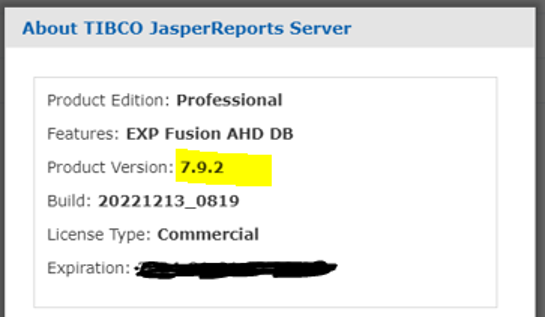 About TIBCO JasperReports Server
Product Edition: Professional
Features: EXP Fusion AHD DB
Product Version: 7.9.2
Build: 20221213_0819
License Type: Commercial
Expiration: